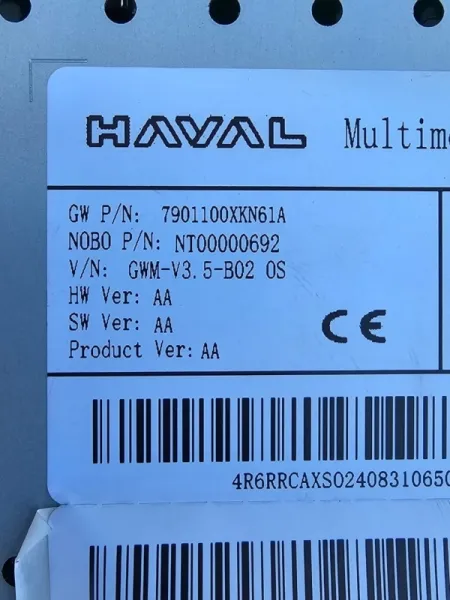 HAVAL Multim
GW P/N: 7901100XKN61A
NOBO P/N: NT00000692
V/N: GWM-V3.5-B02 OS
HW Ver: AA
SW Ver: AA
Product Ver: AA
CE
4R6RRCAXS02408310650